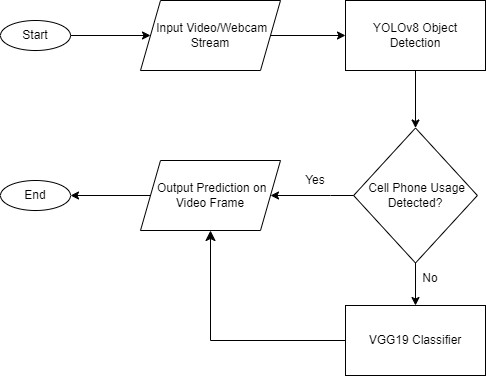 Start
Input Video/Webcam
Stream
YOLOv8 Object
Detection
Cell Phone Usage
Detected?
Yes
Output Prediction on
Video Frame
End
No
VGG19 Classifier